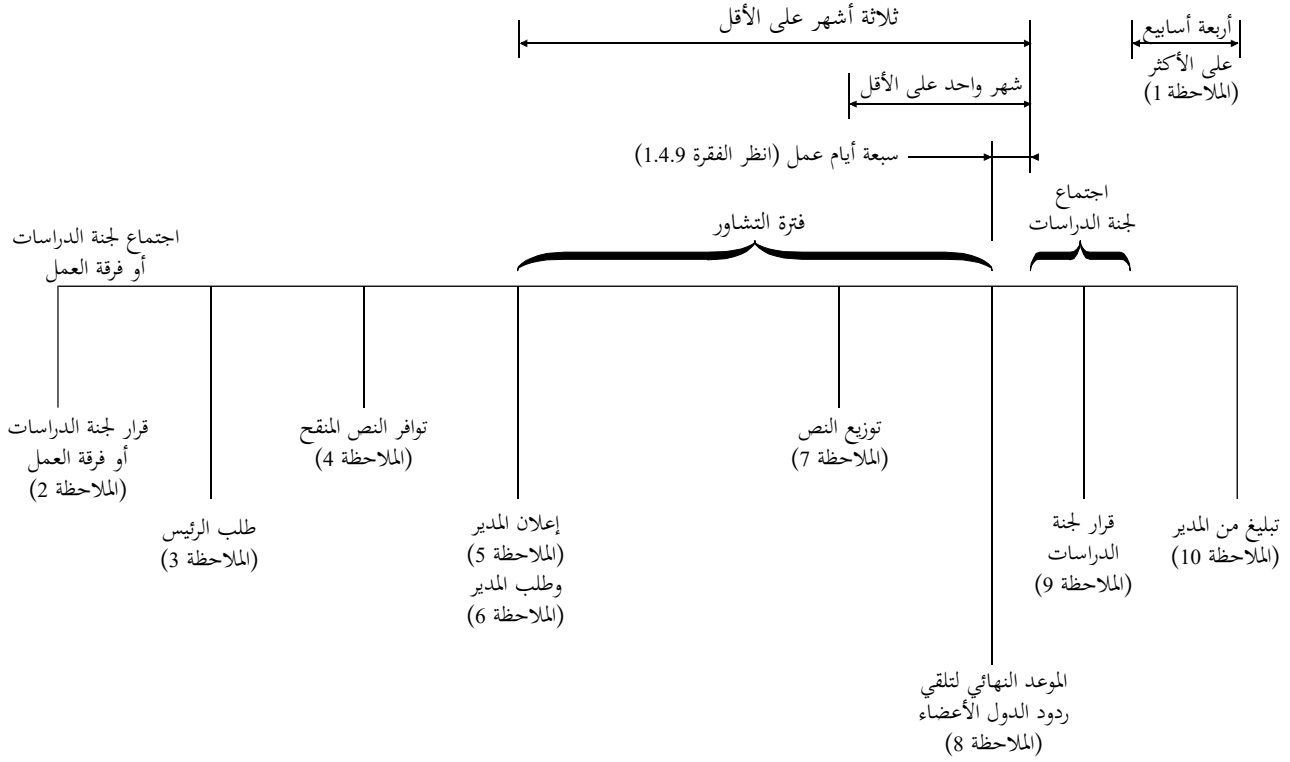 ثلاثة أشهر على الأقل
أربعة أسابيع
على الأكثر
(الملاحظة 1)
شهر واحد على الأقل
سبعة أيام عمل (انظر الفقرة 1.4.9)
اجتماع
لجنة الدراسات
فترة التشاور
اجتماع لجنة الدراسات
أو فرقة العمل
قرار لجنة الدراسات
أو فرقة العمل
(الملاحظة 2)
طلب الرئيس
(الملاحظة 3)
توافر النص المنقح
(الملاحظة 4)
إعلان المدير
(الملاحظة 5)
وطلب المدير
(الملاحظة 6)
توزيع النص
(الملاحظة 7)
الموعد النهائي لتلقي
ردود الدول الأعضاء
(الملاحظة 8)
قرار لجنة
الدراسات
(الملاحظة 9)
تبليغ من المدير
(الملاحظة 10)